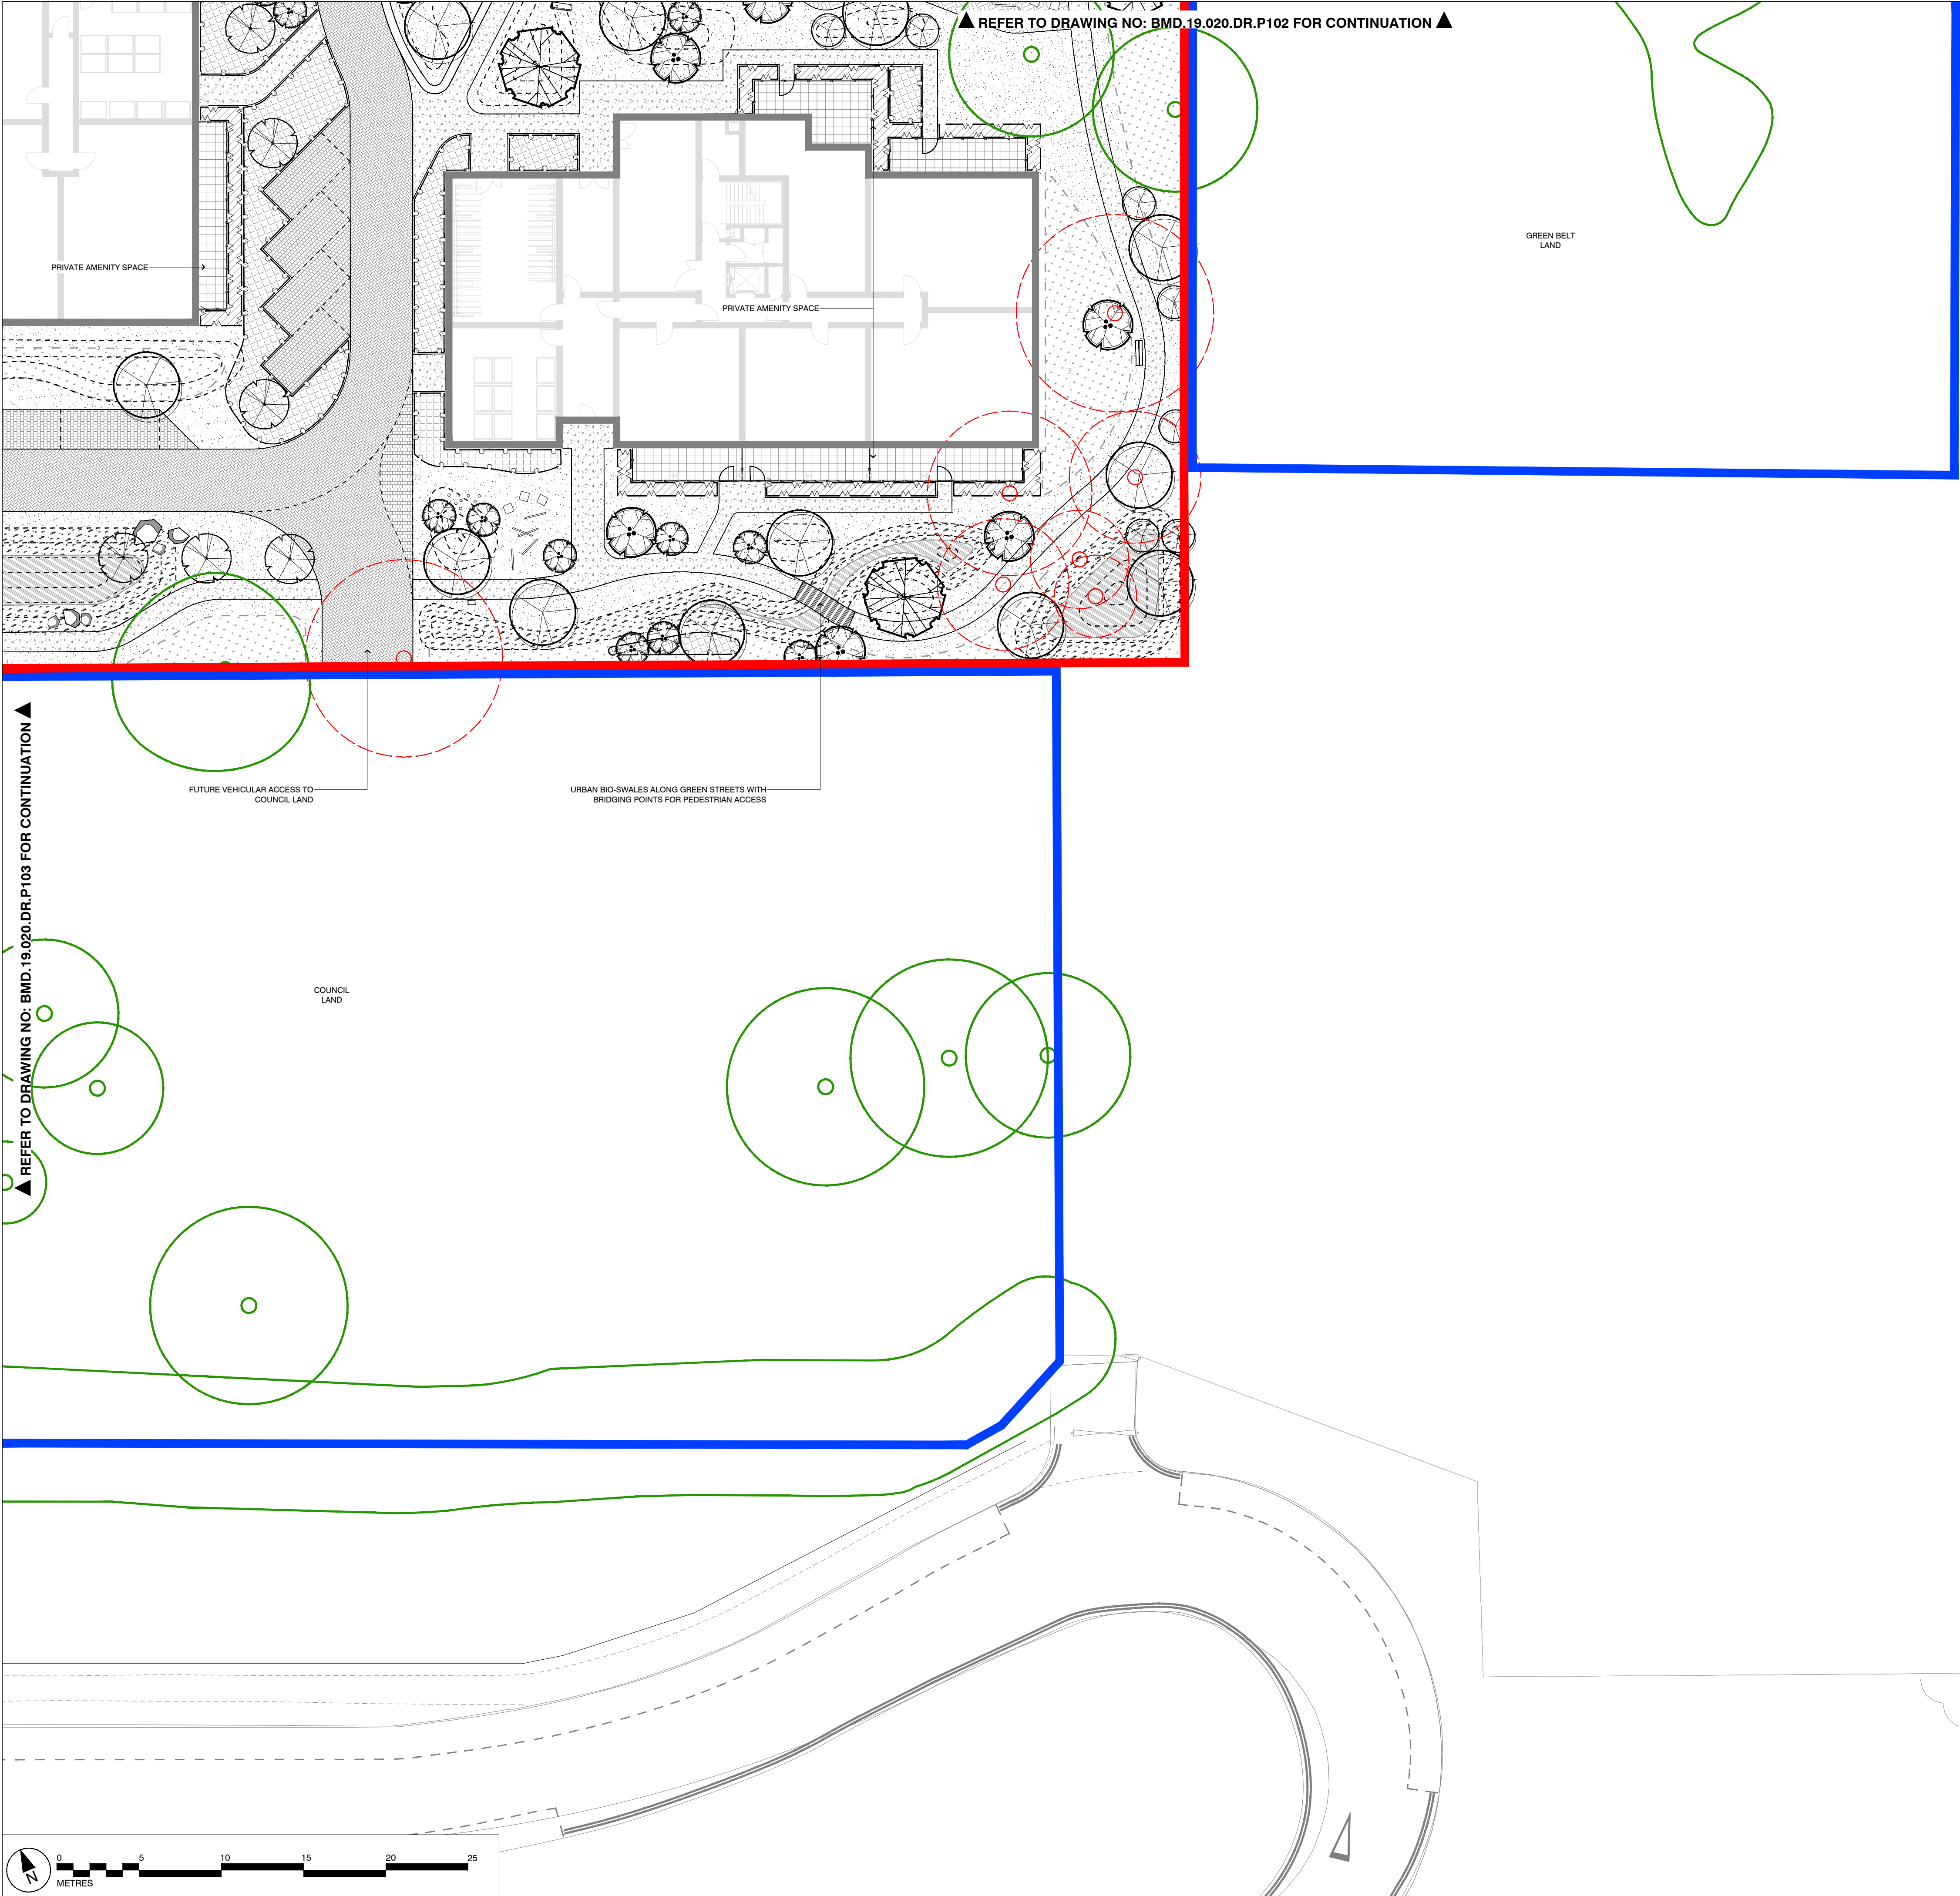 ▲ REFER TO DRAWING NO: BMD.19.020.DR.P102 FOR CONTINUATION ▲
GREEN BELT
LAND
PRIVATE AMENITY SPACE
PRIVATE AMENITY SPACE
▲ REFER TO DRAWING NO: BMD.19.020.DR.P103 FOR CONTINUATION ▲
FUTURE VEHICULAR ACCESS TO
COUNCIL LAND
URBAN BIO-SWALES ALONG GREEN STREETS WITH
BRIDGING POINTS FOR PEDESTRIAN ACCESS
COUNCIL
LAND
N
0 5 10 15 20 25
METRES